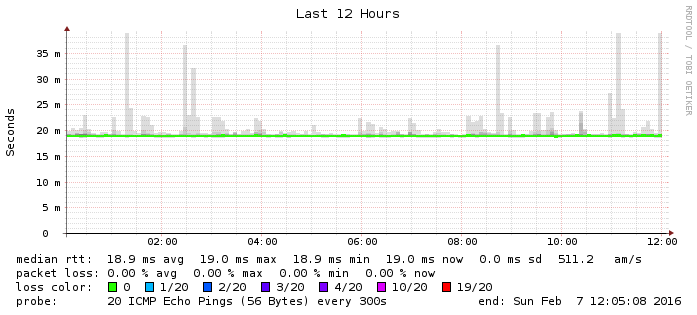 Last 12 Hours
RRDTOOL / TOBI OETIKER
Seconds
35 m
30 m
25 m
20 m
15 m
10 m
5 m
0
02:00 04:00 06:00 08:00 10:00 12:00
median rtt: 18.9 ms avg 19.0 ms max 18.9 ms min 19.0 ms now 0.0 ms sd 511.2 am/s
packet loss: 0.00 % avg 0.00 % max 0.00 % min 0.00 % now
loss color: 0 1/20 2/20 3/20 4/20 10/20 19/20
probe: 20 ICMP Echo Pings (56 Bytes) every 300s end: Sun Feb 7 12:05:08 2016